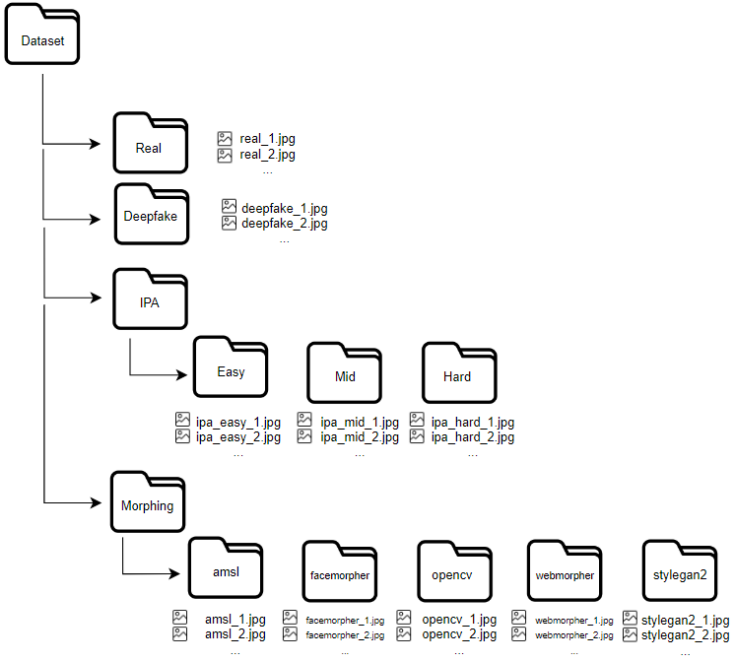 Dataset
Real
real_1.jpg
real_2.jpg
...
Deepfake
deepfake_1.jpg
deepfake_2.jpg
...
IPA
Easy
Mid
Hard
ipa_easy_1.jpg
ipa_mid_1.jpg
ipa_hard_1.jpg
ipa_easy_2.jpg
ipa_mid_2.jpg
ipa_hard_2.jpg
...
...
...
Morphing
amsl
facemorpher
opencv
webmorpher
stylegan2
amsl_1.jpg
facemorpher_1.jpg
opencv_1.jpg
webmorpher_1.jpg
stylegan2_1.jpg
amsl_2.jpg
facemorpher_2.jpg
opencv_2.jpg
webmorpher_2.jpg
stylegan2_2.jpg
...
...
...
...
...